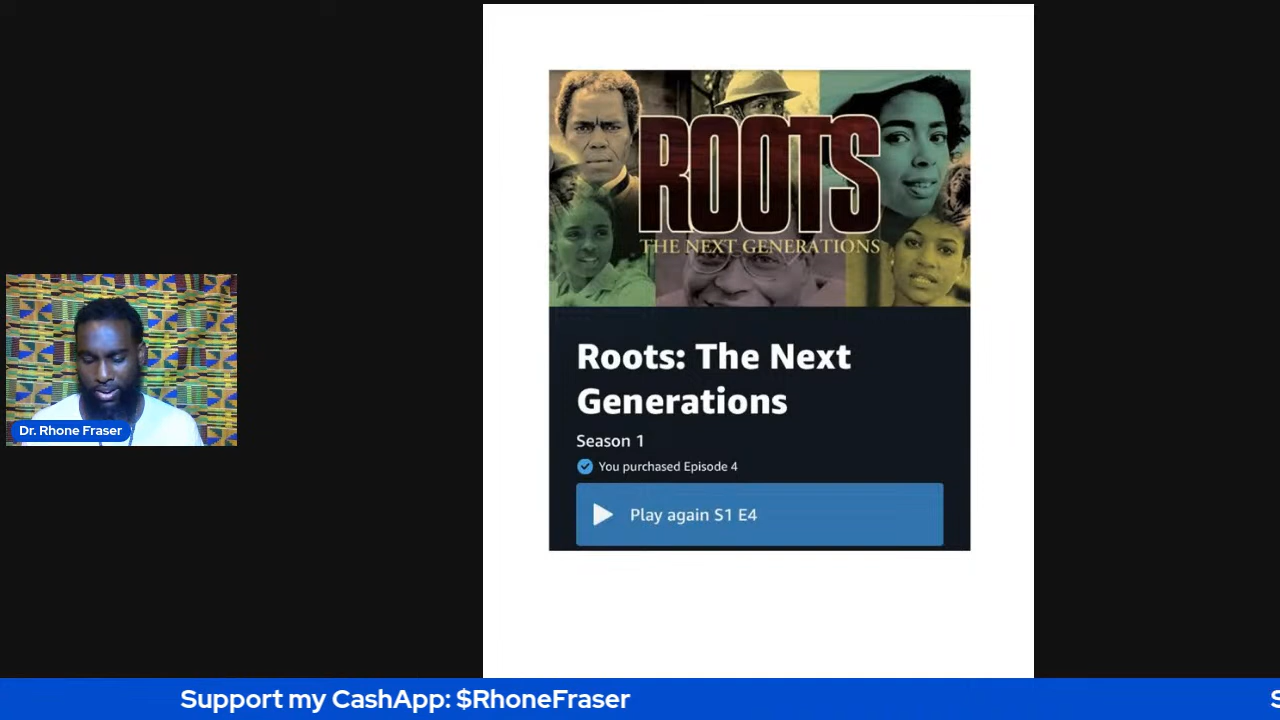 ROOTS
THE NEXT GENERATIONS
Roots: The Next
Generations
Season 1
You purchased Episode 4
Play again S1 E4
Dr. Rhone Fraser
Support my CashApp: $RhoneFraser
S